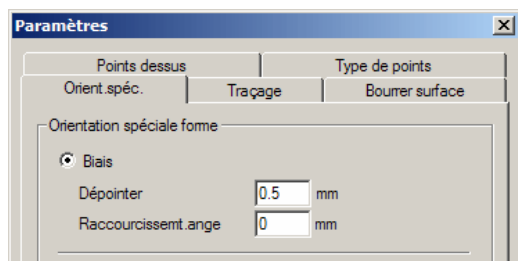 Paramètres
Points dessus Type de points
Orient.spéc. Traçage Bourrer surface
Orientation spéciale forme
Biais
Dépointer 0.5 mm
Raccourcissemt.ange 0 mm